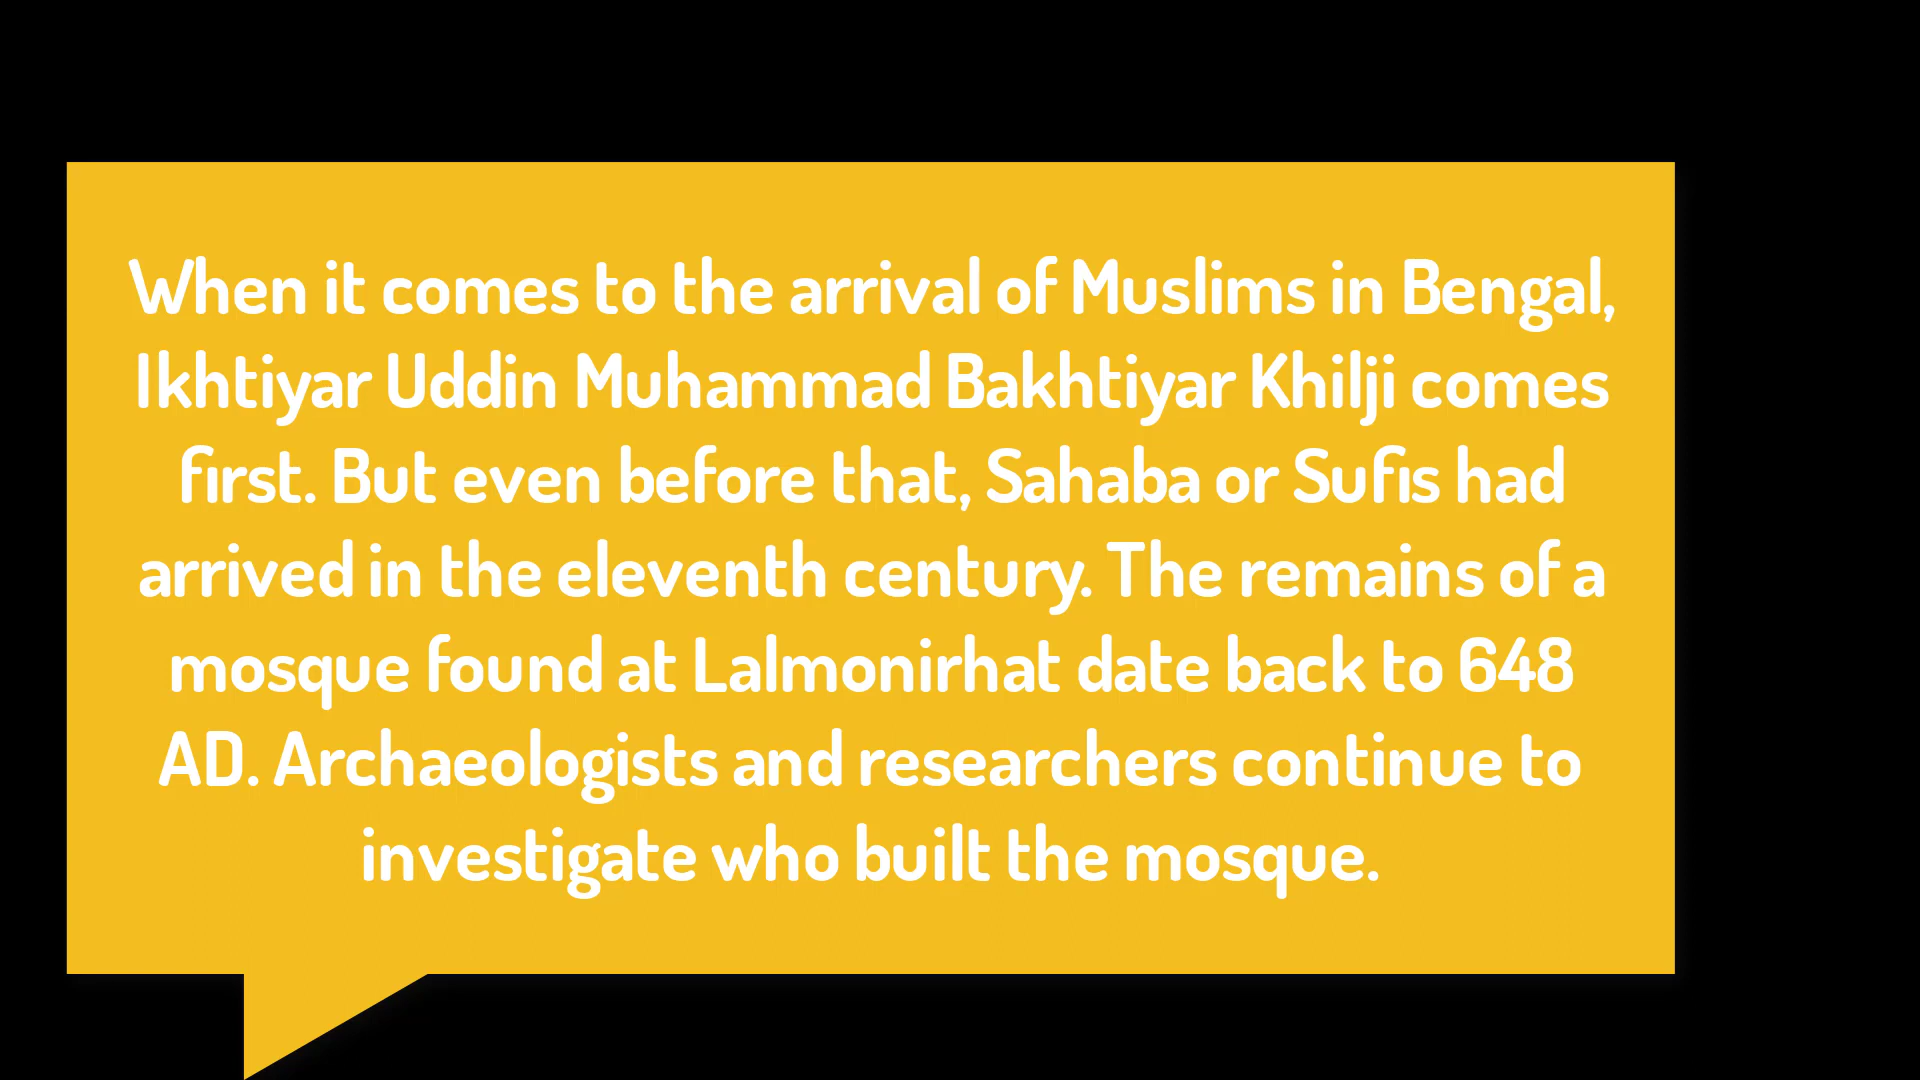 When it comes to the arrival of Muslims in Bengal,
Ikhtiyar Uddin Muhammad Bakhtiyar Khilji comes
first. But even before that, Sahaba or Sufis had
arrived in the eleventh century. The remains of a
mosque found at Lalmonirhat date back to 648
AD. Archaeologists and researchers continue to
investigate who built the mosque.